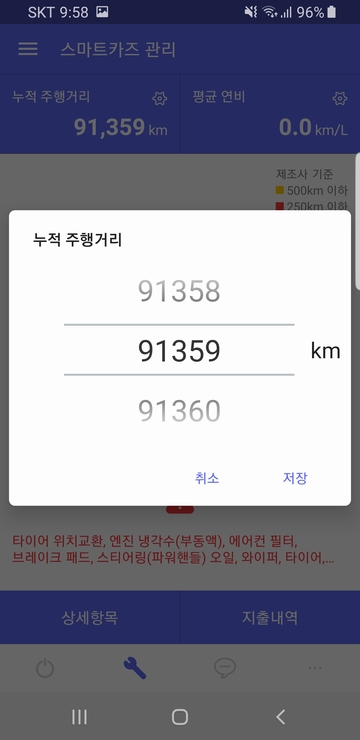 SKT 9:58 96%
스마트카즈 관리
누적 주행거리 평균 연비
91,359 km 0.0 km/L
제조사 기준
500km 이하
250km 이하
누적 주행거리
91358
91359 km
91360
취소 저장
타이어 위치교환, 엔진 냉각수(부동액), 에어컨 필터,
브레이크 패드, 스티어링(파워핸들) 오일, 와이퍼, 타이어,...
상세항목 지출내역